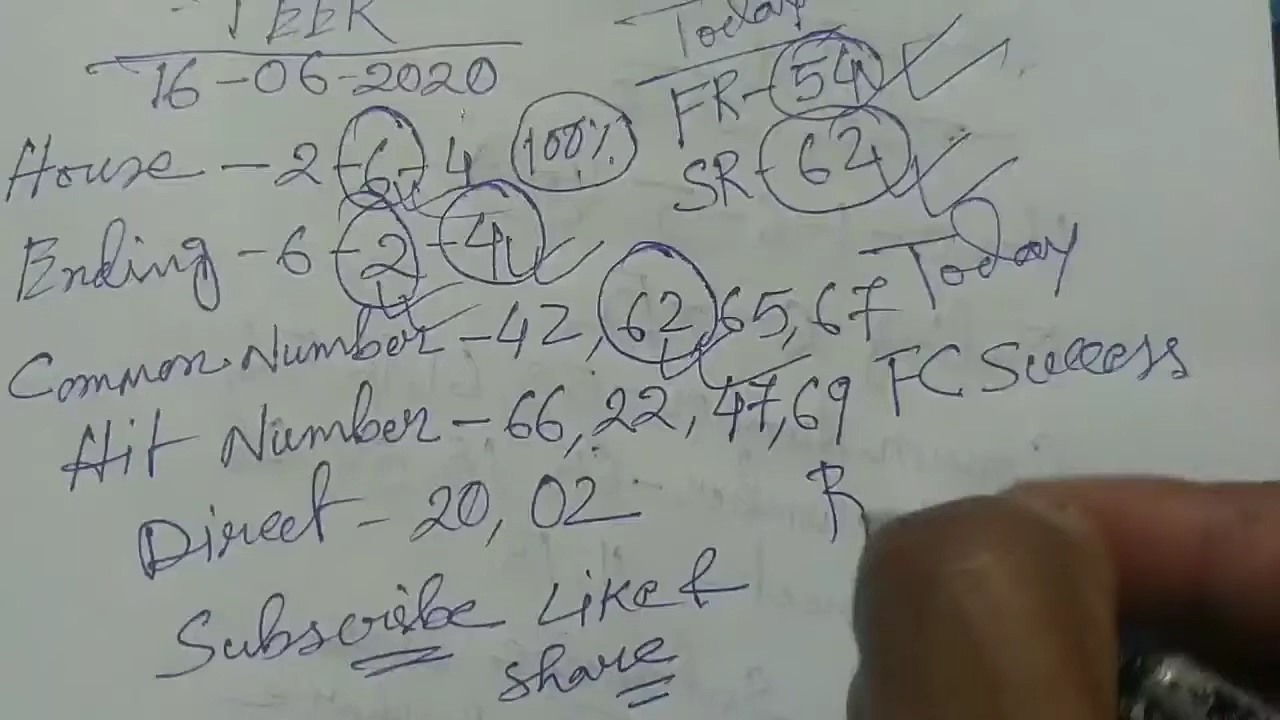 TEER
16-06-2020
House - 2-6-4 100%
Ending - 6-2-4
Common Number - 42, 62, 65, 67
Hit Number - 66, 22, 47, 69
Direct - 20, 02
Subscribe Like &
Share
Today
FR - 54
SR - 62
Today
FC Success
R